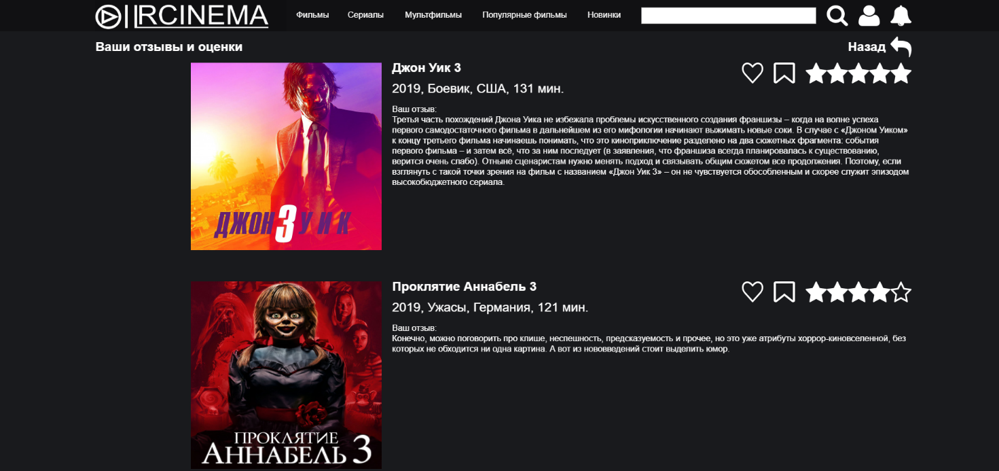 IRCINEMA
Фильмы Сериалы Мультфильмы Популярные фильмы Новинки
Ваши отзывы и оценки
Назад
Джон Уик 3
2019, Боевик, США, 131 мин.
Ваш отзыв:
Третья часть похождений Джона Уика не избежала проблемы искусственного создания франшизы – когда на волне успеха
первого самодостаточного фильма в дальнейшем из его мифологии начинают выжимать новые соки. В случае с «Джоном Уиком»
к концу третьего фильма начинаешь понимать, что это киноприключение разделено на два сюжетных фрагмента: события
первого фильма – и затем всё, что за ним последует (в заявления, что франшиза всегда планировалась к существованию,
верится очень слабо). Отныне сценаристам нужно менять подход и связывать общим сюжетом все продолжения. Поэтому, если
взглянуть с такой точки зрения на фильм с названием «Джон Уик 3» – он не чувствуется обособленным и скорее служит эпизодом
высокобюджетного сериала.
ДЖОН 3 УИК
Проклятие Аннабель 3
2019, Ужасы, Германия, 121 мин.
Ваш отзыв:
Конечно, можно поговорить про клише, неспешность, предсказуемость и прочее, но это уже атрибуты хоррор-киновселенной, без
которых не обходится ни одна картина. А вот из нововведений стоит выделить юмор.
ПРОКЛЯТИЕ
АННАБЕЛЬ 3